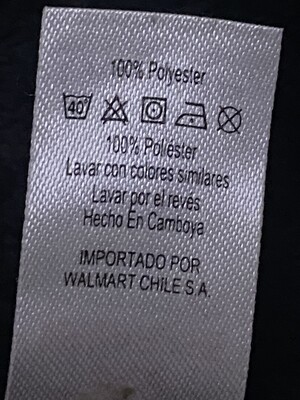 100% Polyester
40°
100% Poliester
Lavar con colores similares
Lavar por el revés
Hecho En Camboya
IMPORTADO POR
WALMART CHILE S.A.